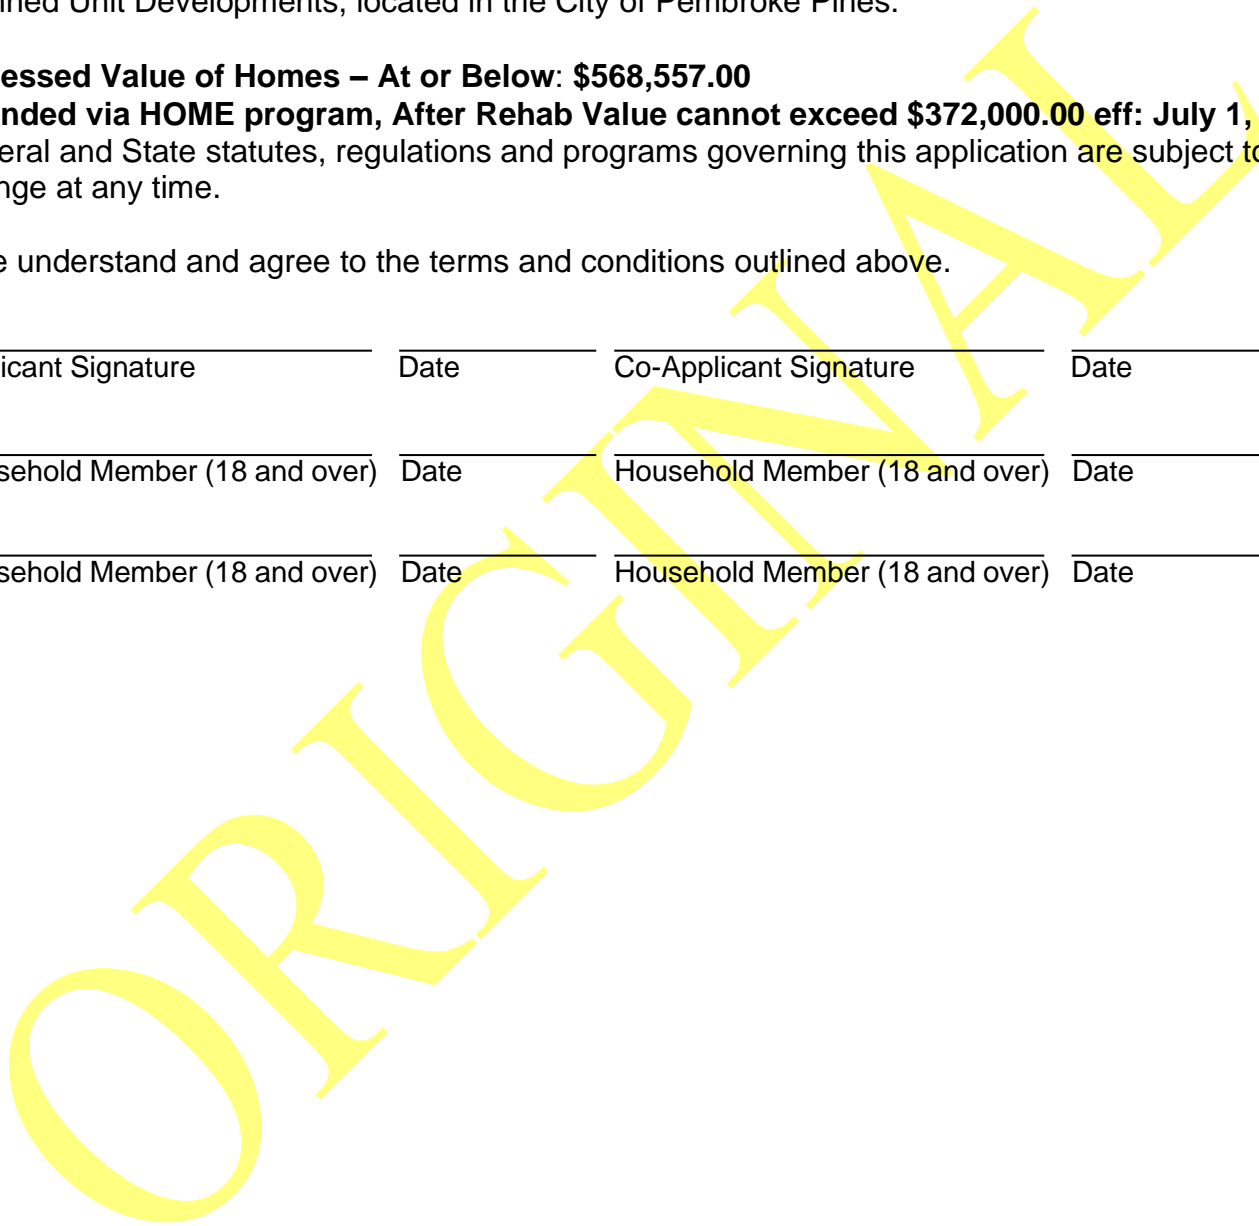 nned Unit Developments, located in the City of Pembroke Pines.
essed Value of Homes – At or Below: $568,557.00
nded via HOME program, After Rehab Value cannot exceed $372,000.00 eff: July 1,
eral and State statutes, regulations and programs governing this application are subject to
nge at any time.
e understand and agree to the terms and conditions outlined above.
icant Signature Date Co-Applicant Signature Date
sehold Member (18 and over) Date Household Member (18 and over) Date
sehold Member (18 and over) Date Household Member (18 and over) Date
ORIGINAL